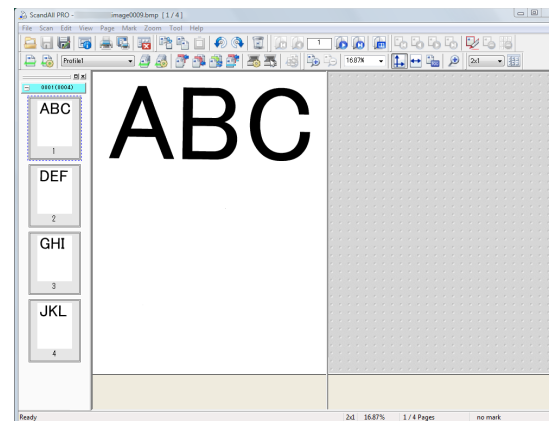 ScandAll PRO - image0009.bmp [ 1 / 4 ]
File Scan Edit View Page Mark Zoom Tool Help
1
Profile1 16.87% 2x1
0001(0004)
ABC
1
DEF
2
GHI
3
JKL
4
ABC
Ready 2x1 16.87% 1 / 4 Pages no mark